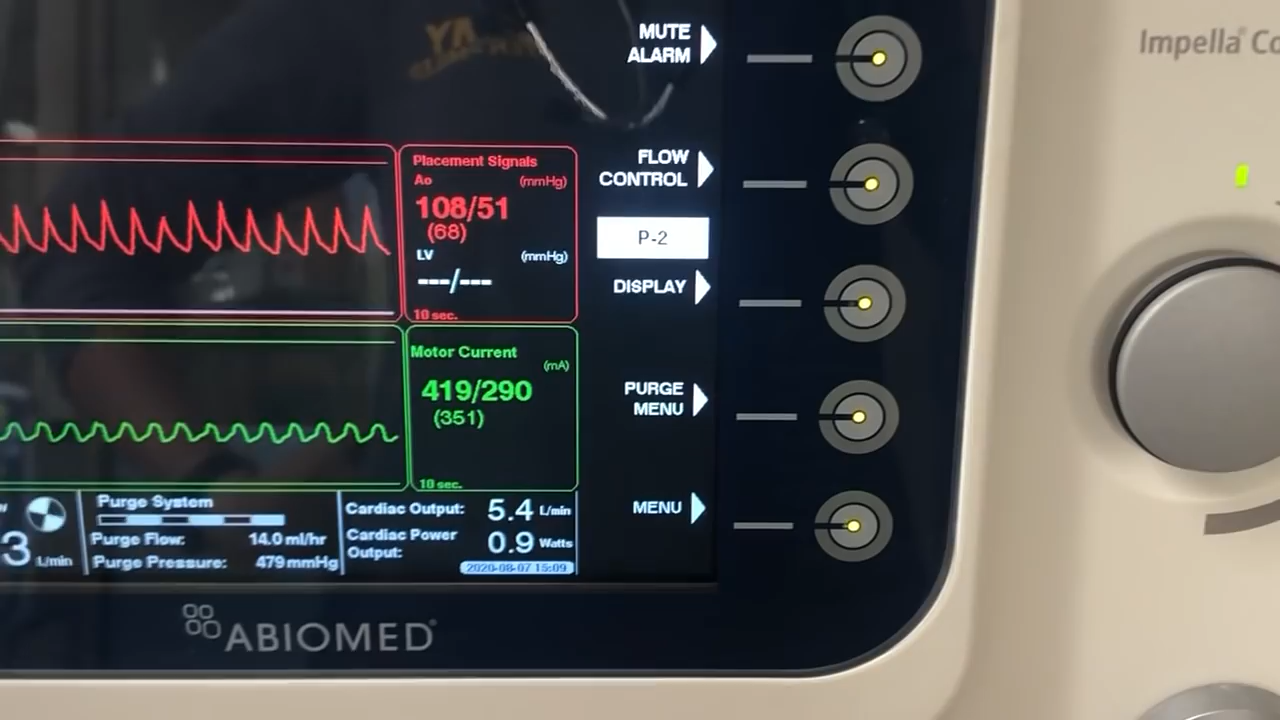 MUTE
ALARM
Impella® Co
FLOW
CONTROL
Placement Signals
Ao (mmHg)
108/51
(68)
P-2
LV (mmHg)
---/---
DISPLAY
10 sec.
Motor Current
(mA)
419/290
(351)
PURGE
MENU
10 sec.
MENU
Purge System
Purge Flow: 14.0 ml/hr
Purge Pressure: 479 mmHg
3 L/min
Cardiac Output: 5.4 L/min
Cardiac Power
Output: 0.9 Watts
2020-08-07 15:09
ABIOMED®